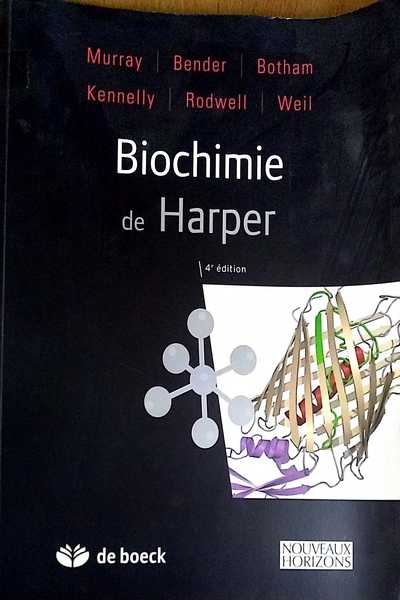 Murray | Bender | Botham
Kennelly | Rodwell | Weil
Biochimie
de Harper
4e édition
de boeck
NOUVEAUX
HORIZONS